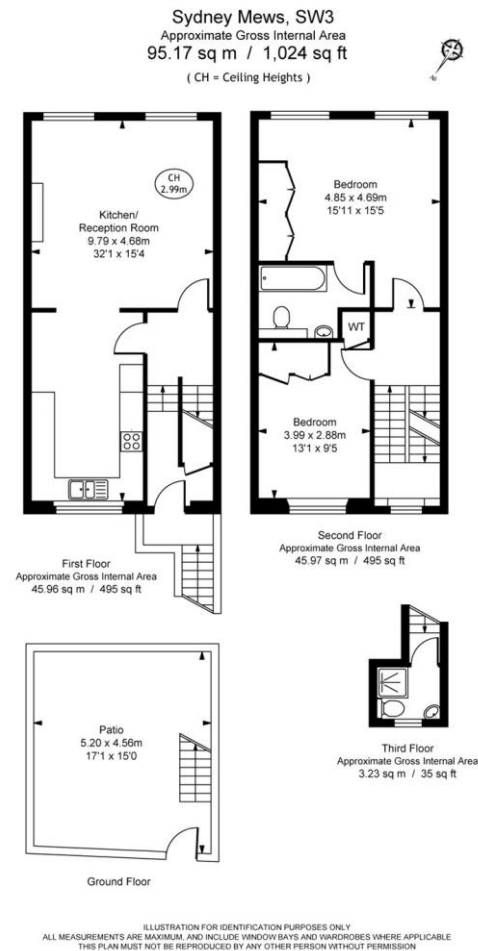 Sydney Mews, SW3
Approximate Gross Internal Area
95.17 sq m / 1,024 sq ft
( CH = Ceiling Heights )
CH
2.99m
Kitchen/
Reception Room
9.79 x 4.68m
32'1 x 15'4
Bedroom
4.85 x 4.69m
15'11 x 15'5
WT
Bedroom
3.99 x 2.88m
13'1 x 9'5
First Floor
Approximate Gross Internal Area
45.96 sq m / 495 sq ft
Second Floor
Approximate Gross Internal Area
45.97 sq m / 495 sq ft
Patio
5.20 x 4.56m
17'1 x 15'0
Ground Floor
Third Floor
Approximate Gross Internal Area
3.23 sq m / 35 sq ft
ILLUSTRATION FOR IDENTIFICATION PURPOSES ONLY
ALL MEASUREMENTS ARE MAXIMUM, AND INCLUDE WINDOW BAYS AND WARDROBES WHERE APPLICABLE
THIS PLAN MUST NOT BE REPRODUCED BY ANY OTHER PERSON WITHOUT PERMISSION